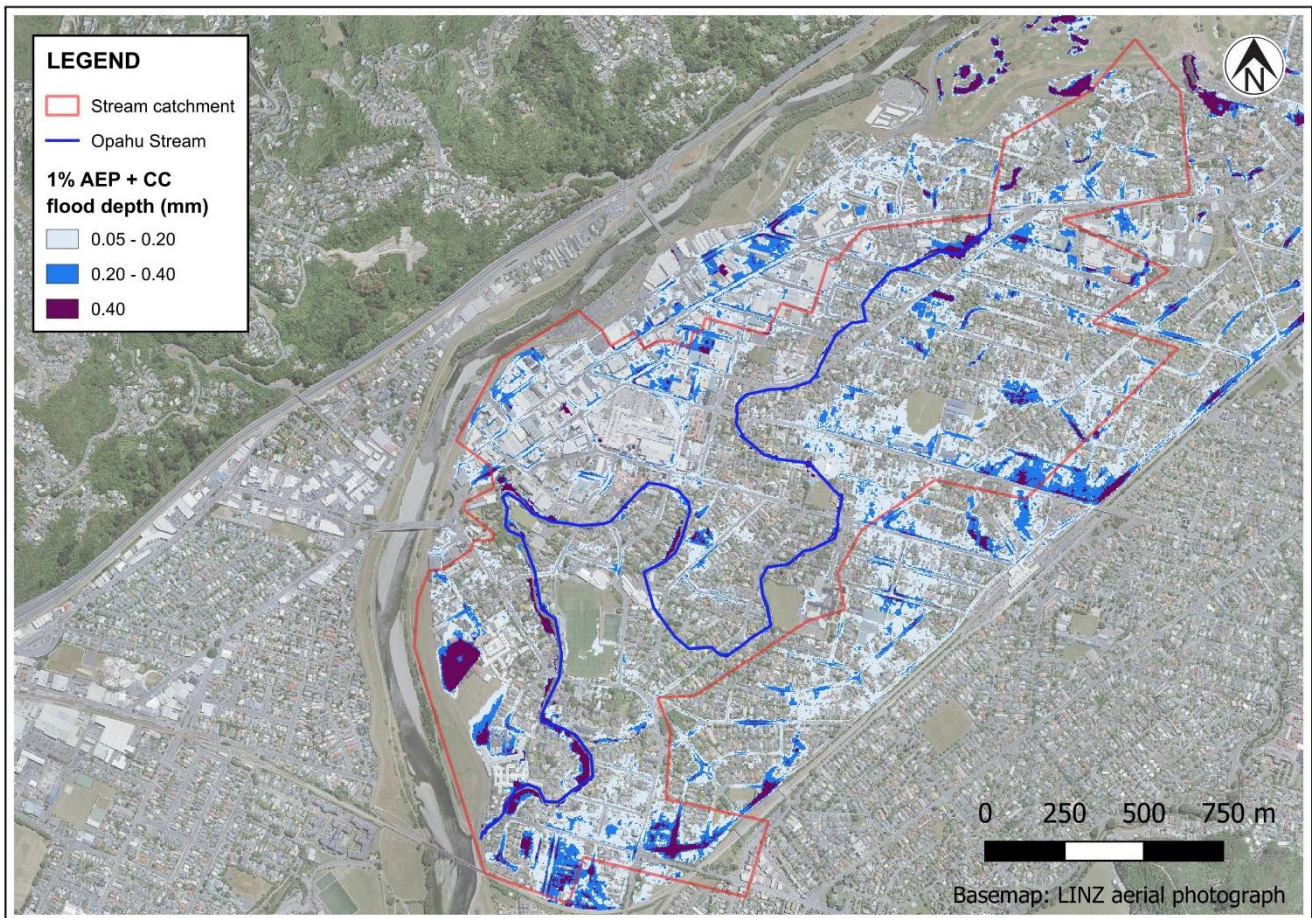 LEGEND
Stream catchment
Opahu Stream
1% AEP + CC
flood depth (mm)
0.05 - 0.20
0.20 - 0.40
0.40
N
0 250 500 750 m
Basemap: LINZ aerial photograph